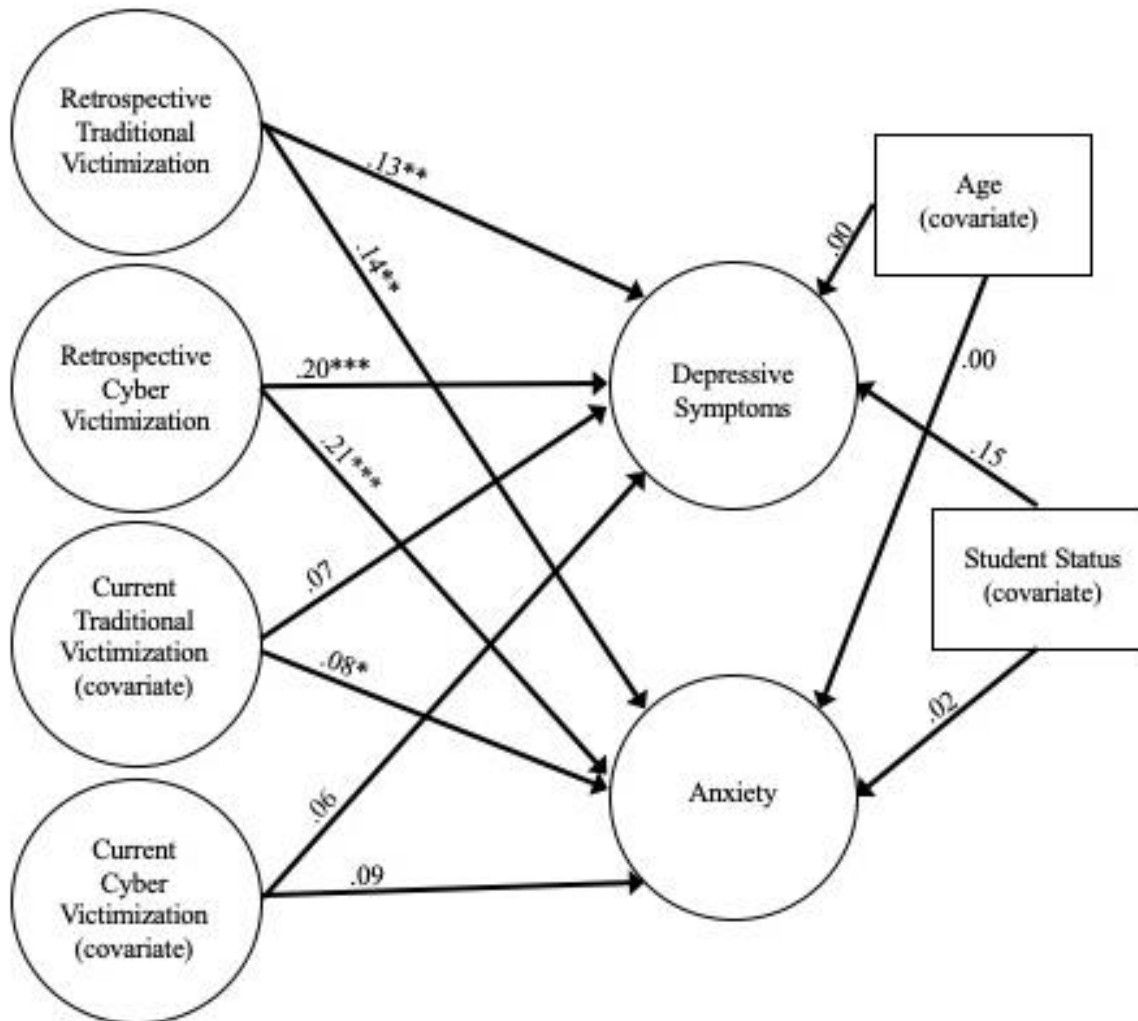 Retrospective
Traditional
Victimization
.13**
.14**
Age
(covariate)
.00
.00
Retrospective
Cyber
Victimization
.20***
.21***
Depressive
Symptoms
.15
Current
Traditional
Victimization
(covariate)
.07
.08*
Student Status
(covariate)
.02
Anxiety
Current
Cyber
Victimization
(covariate)
.06
.09